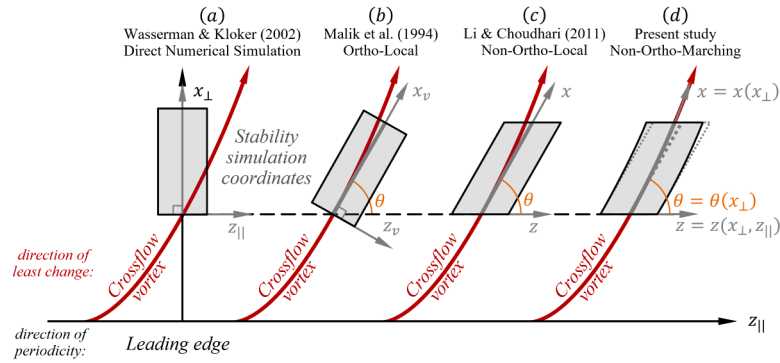 (a)
Wasserman & Kloker (2002)
Direct Numerical Simulation
(b)
Malik et al. (1994)
Ortho-Local
(c)
Li & Choudhari (2011)
Non-Ortho-Local
(d)
Present study
Non-Ortho-Marching
x⊥
x_v
x
x = x(x⊥)
Stability
simulation
coordinates
θ
θ
θ = θ(x⊥)
z||
z_v
z
z = z(x⊥, z||)
direction of
least change:
Crossflow
vortex
Crossflow
vortex
Crossflow
vortex
Crossflow
vortex
z||
direction of
periodicity:
Leading edge